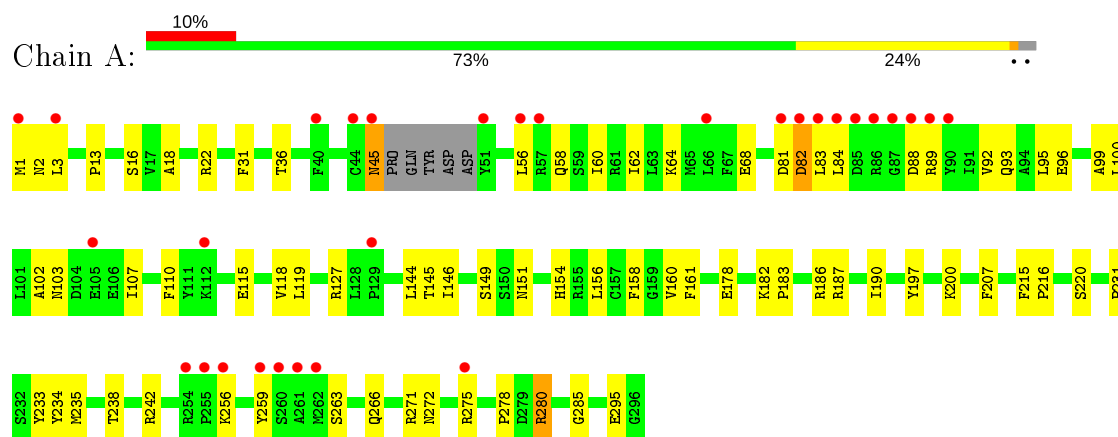 10%
Chain A:
73% 24% • •
M1 N2 L3 P13 S16 V17 A18 R22 F31 T36 F40 C44 N45 PRO GLN TYR ASP ASP Y51 L56 R57 Q58 S59 I60 R61 I62 L63 K64 M65 L66 F67 E68 D81 D82 L83 L84 D85 R86 G87 D88 R89 Y90 I91 V92 Q93 A94 L95 E96 A99 L100
L101 A102 N103 D104 E105 E106 I107 F110 Y111 K112 E115 V118 L119 R127 L128 P129 L144 T145 I146 S149 S150 N151 H154 R155 L156 C157 F158 G159 V160 F161 E178 K182 P183 R186 R187 I190 Y197 K200 F207 F215 P216 S220 P231
S232 Y233 Y234 M235 T238 R242 R254 P255 K256 Y259 S260 A261 M262 S263 Q266 R271 N272 R275 P278 D279 R280 G285 E295 G296